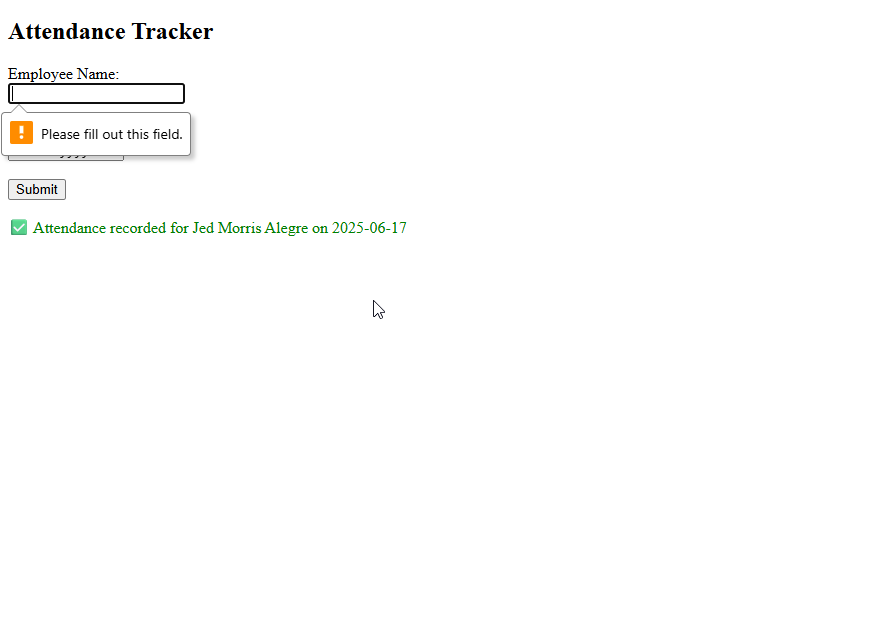 Attendance Tracker
Employee Name:
Please fill out this field.
Submit
Attendance recorded for Jed Morris Alegre on 2025-06-17